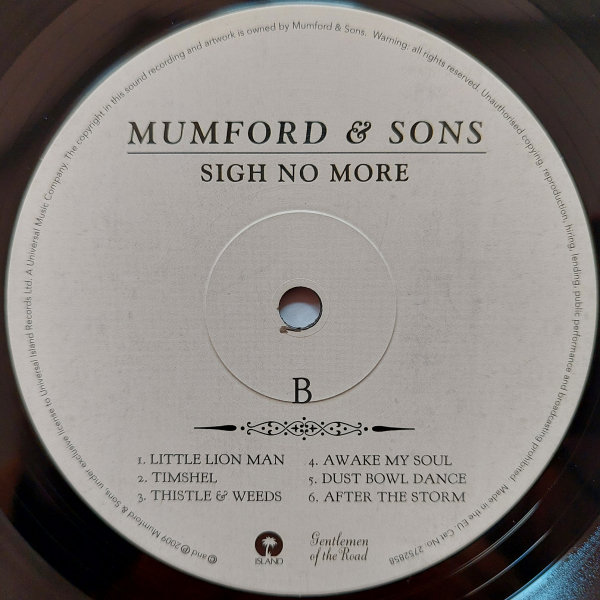 MUMFORD & SONS
SIGH NO MORE
B
1. LITTLE LION MAN
2. TIMSHEL
3. THISTLE & WEEDS
4. AWAKE MY SOUL
5. DUST BOWL DANCE
6. AFTER THE STORM
ISLAND
Gentlemen
of the Road
℗ and © 2009 Mumford & Sons under exclusive license to Universal Island Records Ltd. A Universal Music Company. The copyright in this sound recording and artwork is owned by Mumford & Sons. Warning: all rights reserved. Unauthorised copying, reproduction, hiring, lending, public performance and broadcasting prohibited. Made in the EU. Cat No. 2752858